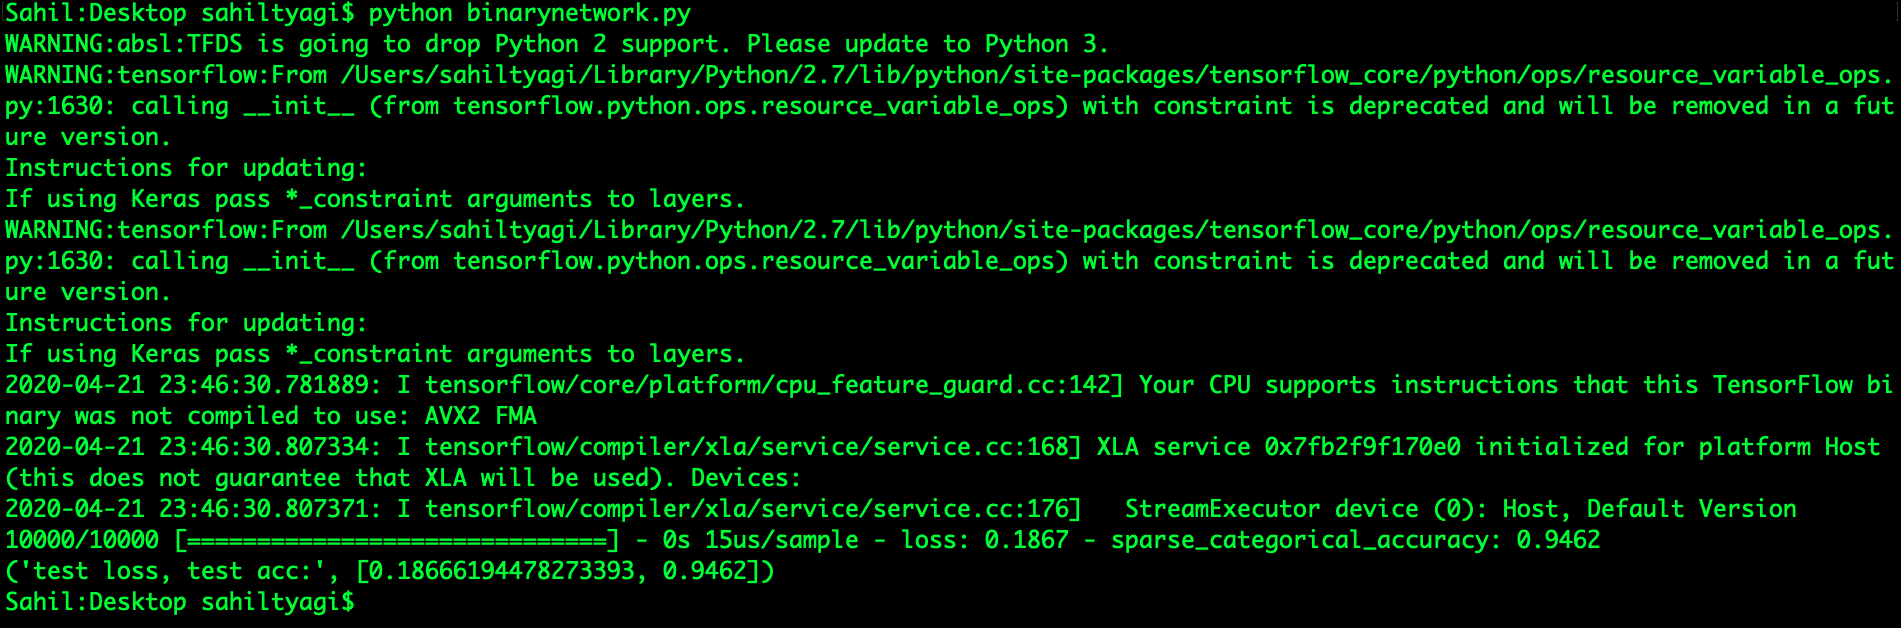 Sahil:Desktop sahiltyagi$ python binarynetwork.py
WARNING:absl:TFDS is going to drop Python 2 support. Please update to Python 3.
WARNING:tensorflow:From /Users/sahiltyagi/Library/Python/2.7/lib/python/site-packages/tensorflow_core/python/ops/resource_variable_ops.
py:1630: calling __init__ (from tensorflow.python.ops.resource_variable_ops) with constraint is deprecated and will be removed in a fut
ure version.
Instructions for updating:
If using Keras pass *_constraint arguments to layers.
WARNING:tensorflow:From /Users/sahiltyagi/Library/Python/2.7/lib/python/site-packages/tensorflow_core/python/ops/resource_variable_ops.
py:1630: calling __init__ (from tensorflow.python.ops.resource_variable_ops) with constraint is deprecated and will be removed in a fut
ure version.
Instructions for updating:
If using Keras pass *_constraint arguments to layers.
2020-04-21 23:46:30.781889: I tensorflow/core/platform/cpu_feature_guard.cc:142] Your CPU supports instructions that this TensorFlow bi
nary was not compiled to use: AVX2 FMA
2020-04-21 23:46:30.807334: I tensorflow/compiler/xla/service/service.cc:168] XLA service 0x7fb2f9f170e0 initialized for platform Host
(this does not guarantee that XLA will be used). Devices:
2020-04-21 23:46:30.807371: I tensorflow/compiler/xla/service/service.cc:176]   StreamExecutor device (0): Host, Default Version
10000/10000 [==============================] - 0s 15us/sample - loss: 0.1867 - sparse_categorical_accuracy: 0.9462
('test loss, test acc:', [0.18666194478273393, 0.9462])
Sahil:Desktop sahiltyagi$